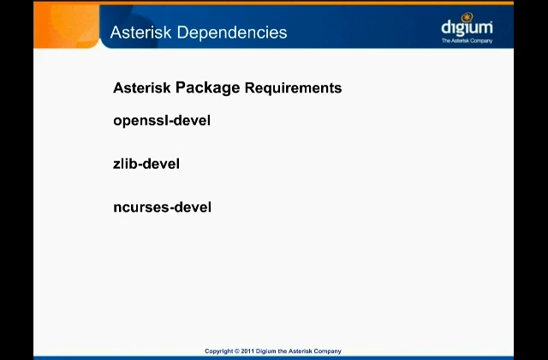 Asterisk Dependencies
digium
The Asterisk Company
Asterisk Package Requirements
openssl-devel
zlib-devel
ncurses-devel
Copyright © 2011 Digium the Asterisk Company